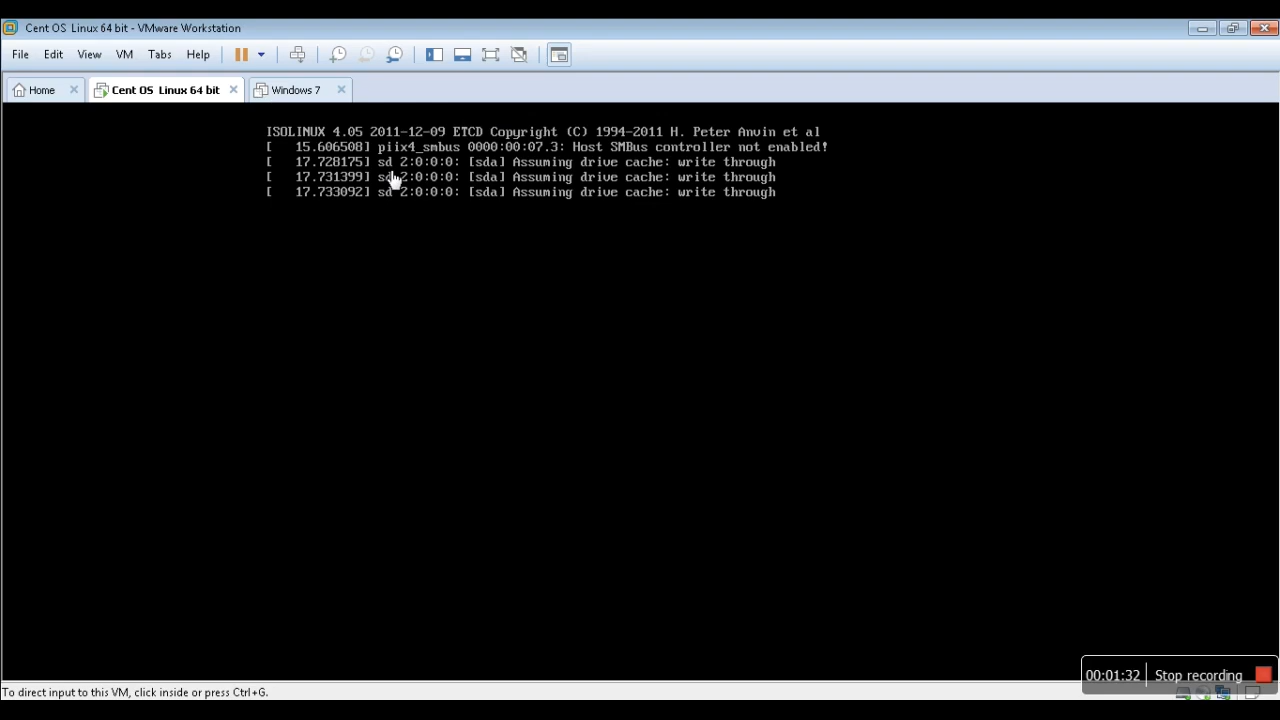 Cent OS Linux 64 bit - VMware Workstation
File Edit View VM Tabs Help
Home Cent OS Linux 64 bit Windows 7
ISOLINUX 4.05 2011-12-09 ETCD Copyright (C) 1994-2011 H. Peter Anvin et al
[   15.606508] piix4_smbus 0000:00:07.3: Host SMBus controller not enabled!
[   17.728175] sd 2:0:0:0: [sda] Assuming drive cache: write through
[   17.731399] sd 2:0:0:0: [sda] Assuming drive cache: write through
[   17.733092] sd 2:0:0:0: [sda] Assuming drive cache: write through
00:01:32 Stop recording
To direct input to this VM, click inside or press Ctrl+G.